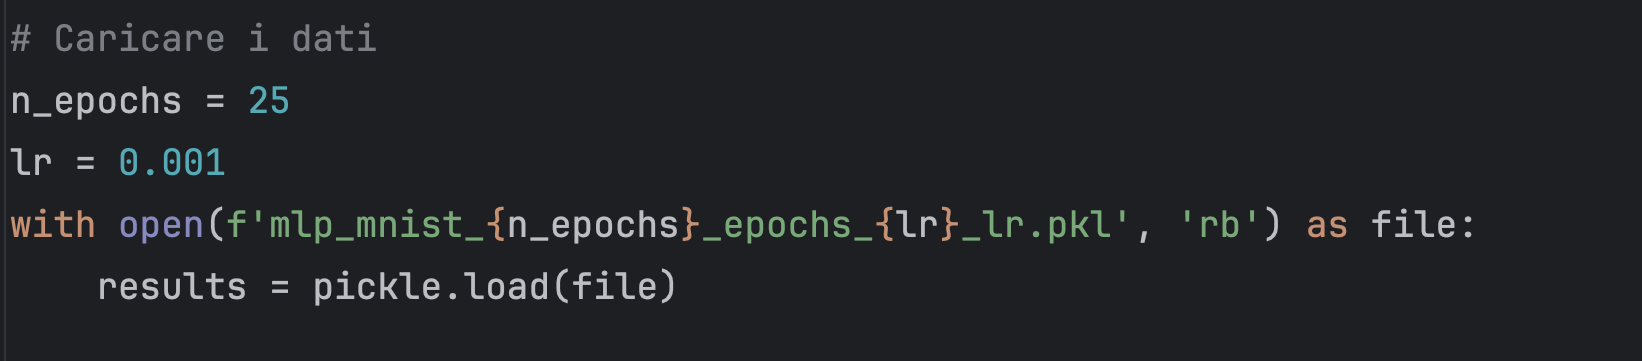 # Caricare i dati
n_epochs = 25
lr = 0.001
with open(f'mlp_mnist_{n_epochs}_epochs_{lr}_lr.pkl', 'rb') as file:
    results = pickle.load(file)